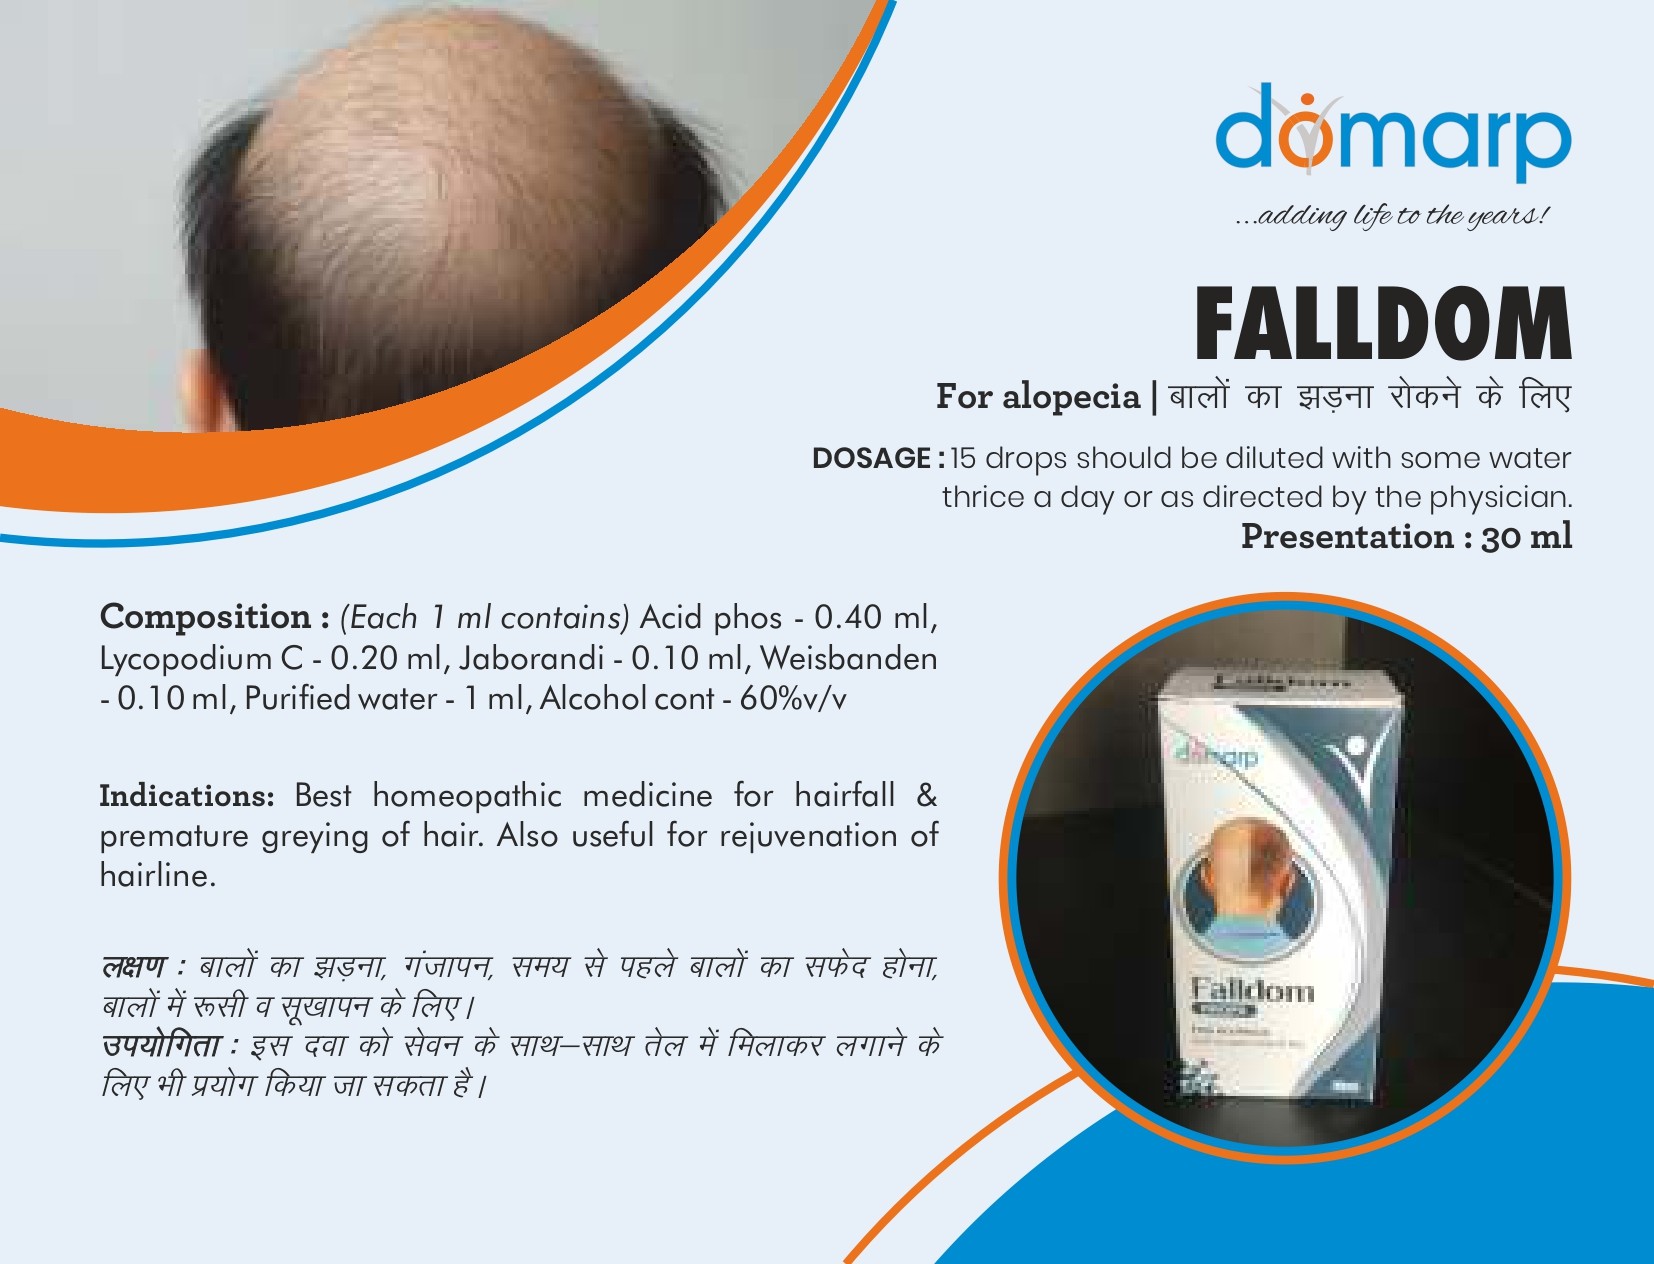 domarp
...adding life to the years!
FALLDOM
For alopecia | बालों का झड़ना रोकने के लिए
DOSAGE : 15 drops should be diluted with some water
thrice a day or as directed by the physician.
Presentation : 30 ml
Composition : (Each 1 ml contains) Acid phos - 0.40 ml,
Lycopodium C - 0.20 ml, Jaborandi - 0.10 ml, Weisbanden
- 0.10 ml, Purified water - 1 ml, Alcohol cont - 60%v/v
Indications: Best homeopathic medicine for hairfall &
premature greying of hair. Also useful for rejuvenation of
hairline.
लक्षण : बालों का झड़ना, गंजापन, समय से पहले बालों का सफेद होना,
बालों में रूसी व सूखापन के लिए।
उपयोगिता : इस दवा को सेवन के साथ–साथ तेल में मिलाकर लगाने के
लिए भी प्रयोग किया जा सकता है।
Falldom
domarp
Falldom